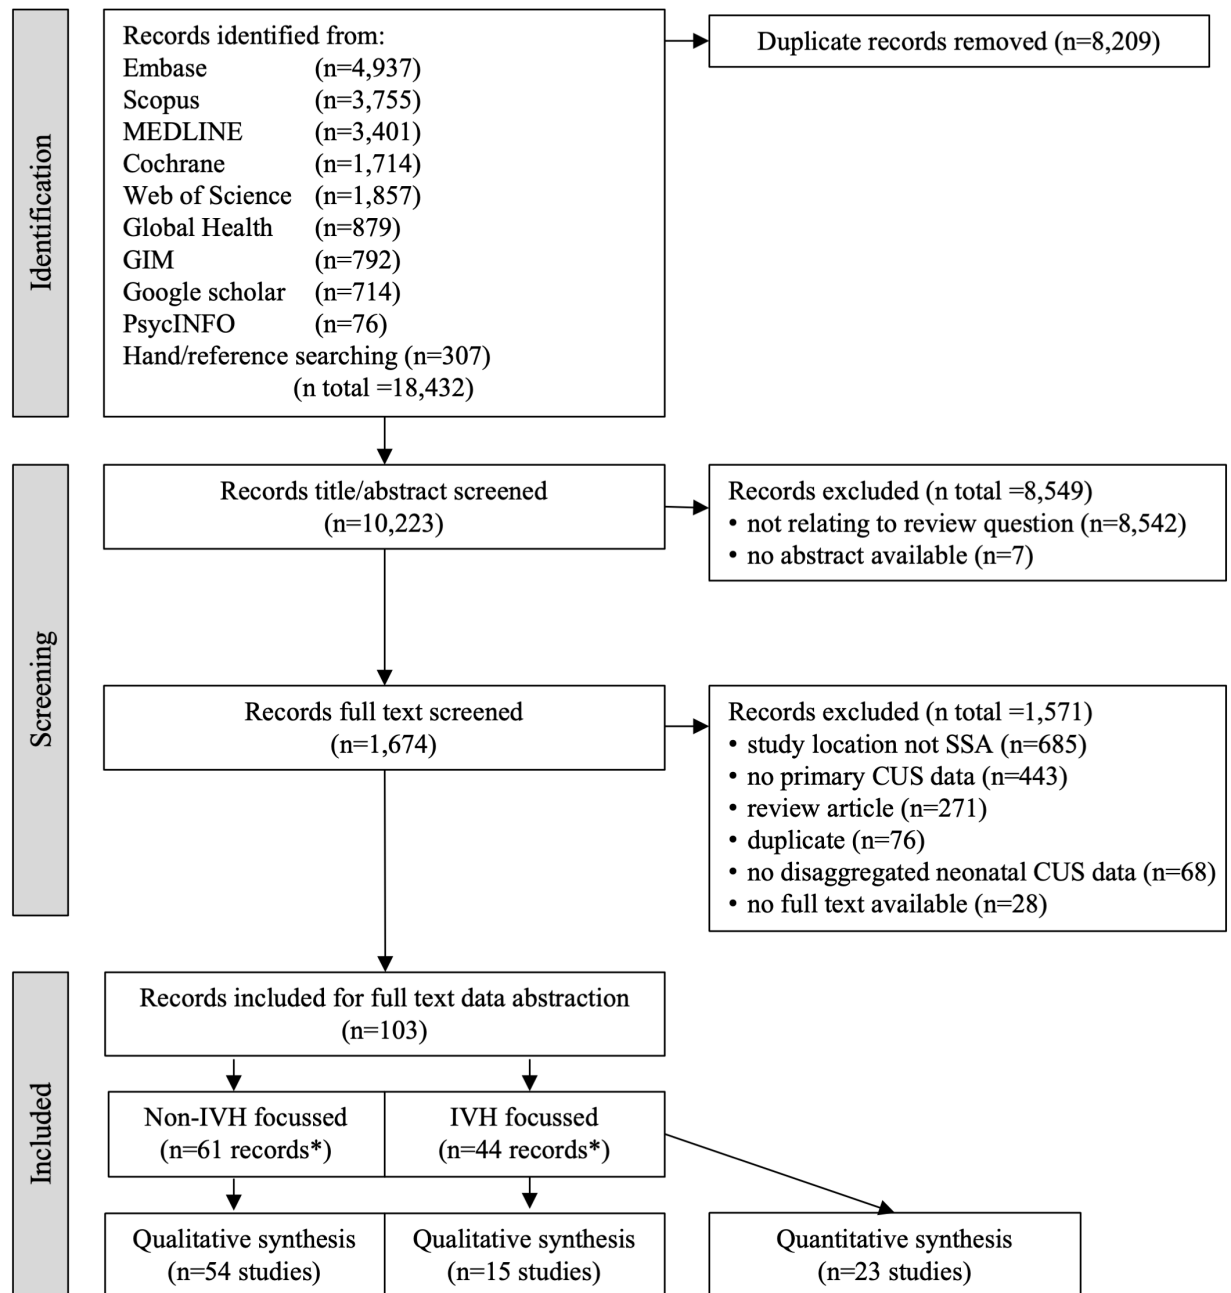 Identification
Records identified from:
Embase (n=4,937)
Scopus (n=3,755)
MEDLINE (n=3,401)
Cochrane (n=1,714)
Web of Science (n=1,857)
Global Health (n=879)
GIM (n=792)
Google scholar (n=714)
PsycINFO (n=76)
Hand/reference searching (n=307)
(n total =18,432)
Duplicate records removed (n=8,209)
Screening
Records title/abstract screened
(n=10,223)
Records excluded (n total =8,549)
• not relating to review question (n=8,542)
• no abstract available (n=7)
Records full text screened
(n=1,674)
Records excluded (n total =1,571)
• study location not SSA (n=685)
• no primary CUS data (n=443)
• review article (n=271)
• duplicate (n=76)
• no disaggregated neonatal CUS data (n=68)
• no full text available (n=28)
Included
Records included for full text data abstraction
(n=103)
Non-IVH focussed
(n=61 records*)
IVH focussed
(n=44 records*)
Qualitative synthesis
(n=54 studies)
Qualitative synthesis
(n=15 studies)
Quantitative synthesis
(n=23 studies)